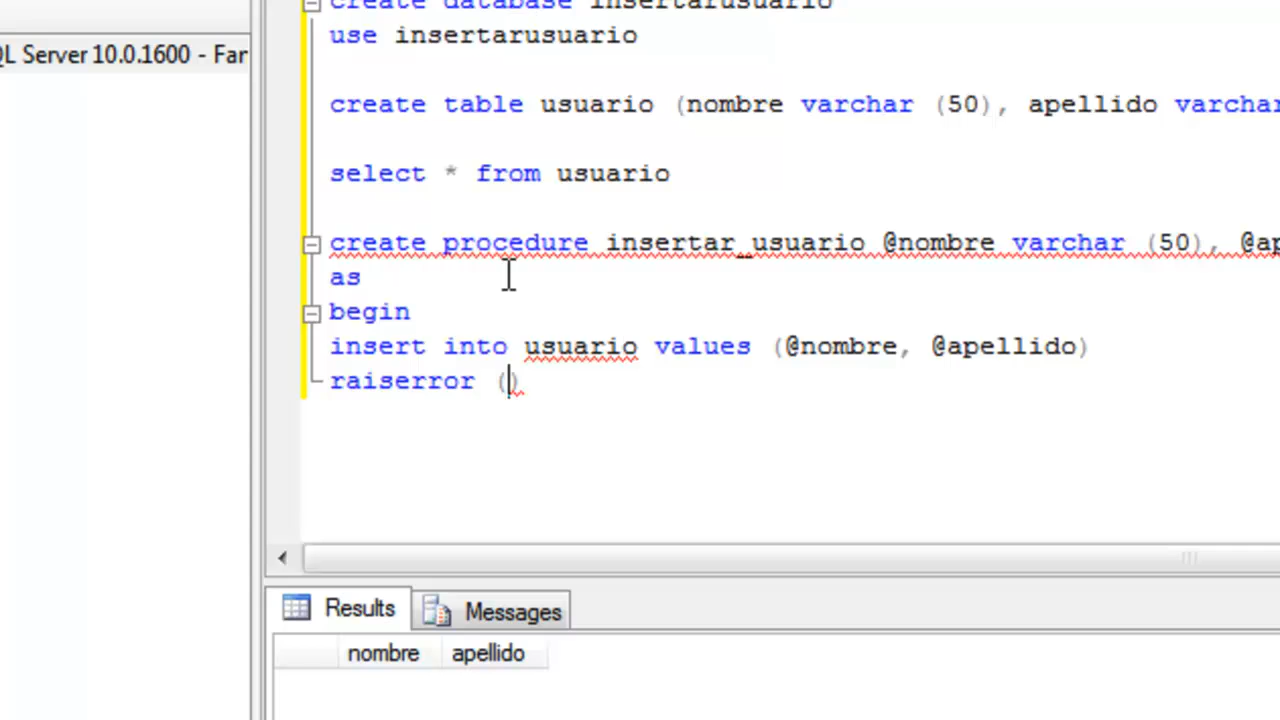 create database insertarusuario
QL Server 10.0.1600 - Far
use insertarusuario
create table usuario (nombre varchar (50), apellido varchar
select * from usuario
create procedure insertar_usuario @nombre varchar (50), @ap
as
begin
insert into usuario values (@nombre, @apellido)
raiserror ()
Results
Messages
nombre apellido